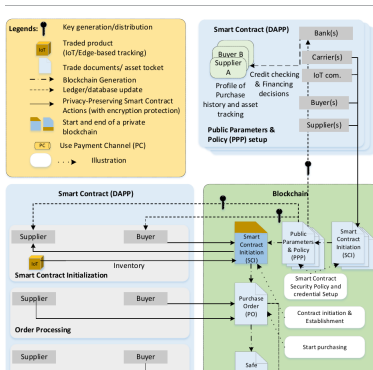 Legends:
Key generation/distribution
IoT
Traded product
(IoT/Edge-based tracking)
Trade documents/ asset tocket
Blockchain Generation
Ledger/database update
Privacy-Preserving Smart Contract
Actions (with encryption protection)
Start and end of a private
blockchain
PC
Use Payment Channel (PC)
Illustration
Smart Contract (DAPP)
Bank(s)
Carrier(s)
IoT com.
Buyer(s)
Supplier(s)
Buyer B
Supplier
A
Credit checking
& Financing
decisions
Profile of
Purchase
history and asset
tracking
Public Parameters &
Policy (PPP) setup
Smart Contract (DAPP)
Supplier
Buyer
IoT
Inventory
Smart Contract Initialization
Supplier
Buyer
Order Processing
Supplier
Buyer
Blockchain
Smart
Contract
Initiation
(SCI)
Public
Parameters
& Policy
(PPP)
Smart
Contract
Initiation
(SCI)
Smart Contract
Security Policy and
credential Setup
Purchase
Order
(PO)
Contract Initiation &
Establishment
Start purchasing
Safe